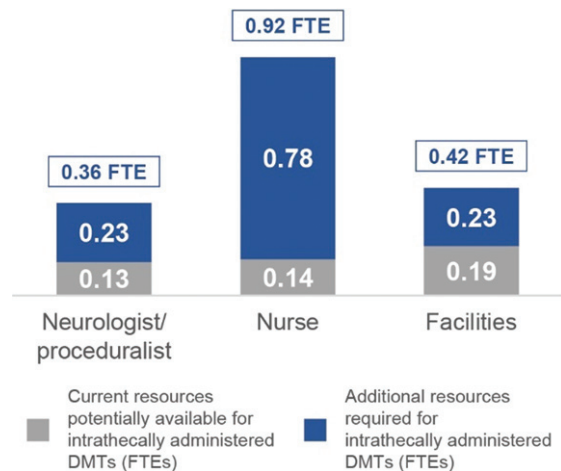 0.92 FTE
0.36 FTE
0.42 FTE
0.78
0.23
0.23
0.13
0.14
0.19
Neurologist/
proceduralist
Nurse
Facilities
Current resources
potentially available for
intrathecally administered
DMTs (FTEs)
Additional resources
required for
intrathecally administered
DMTs (FTEs)